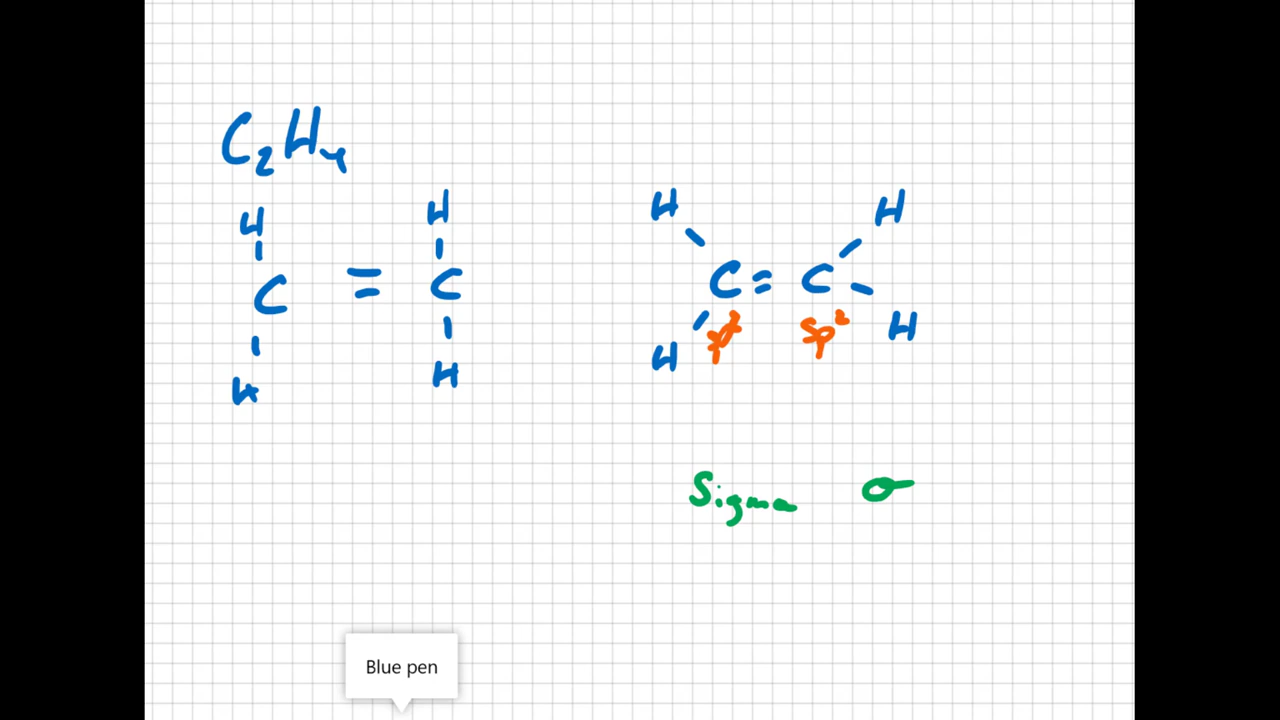 C₂H₄
H H
C = C
H H
H H
C = C
sp² sp²
H H
Sigma σ
Blue pen